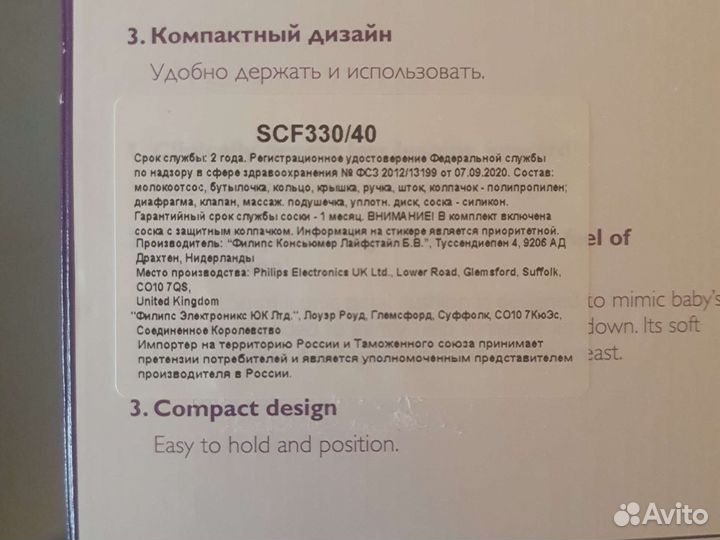 3. Компактный дизайн
Удобно держать и использовать.
SCF330/40
Срок службы: 2 года. Регистрационное удостоверение Федеральной службы
по надзору в сфере здравоохранения № ФСЗ 2012/13199 от 07.09.2020. Состав:
молокоотсос, бутылочка, кольцо, крышка, ручка, шток, колпачок - полипропилен;
диафрагма, клапан, массаж. подушечка, уплотн. диск, соска - силикон.
Гарантийный срок службы соски - 1 месяц. ВНИМАНИЕ! В комплект включена
соска с защитным колпачком. Информация на стикере является приоритетной.
Производитель: "Филипс Консьюмер Лайфстайл Б.В.", Туссендиепен 4, 9206 АД
Драхтен, Нидерланды
Место производства: Philips Electronics UK Ltd., Lower Road, Glemsford, Suffolk,
CO10 7QS,
United Kingdom
"Филипс Электроникс ЮК Лтд.", Лоуэр Роуд, Глемсфорд, Суффолк, СО10 7КюЭс,
Соединенное Королевство
Импортер на территорию России и Таможенного союза принимает
претензии потребителей и является уполномоченным представителем
производителя в России.
el of
to mimic baby's
down. Its soft
east.
3. Compact design
Easy to hold and position.
Avito